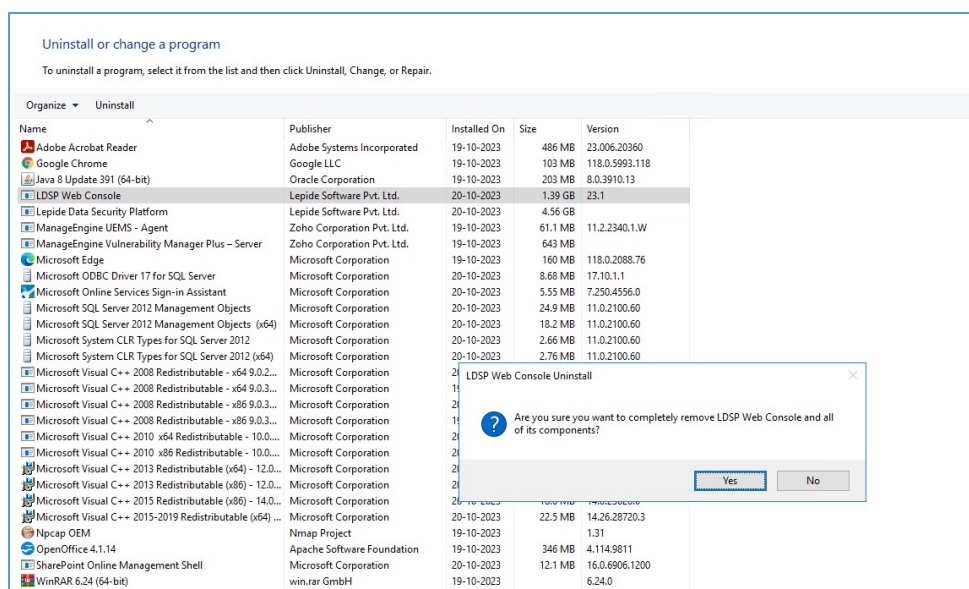 Uninstall or change a program
To uninstall a program, select it from the list and then click Uninstall, Change, or Repair.
Organize Uninstall
Name Publisher Installed On Size Version
Adobe Acrobat Reader Adobe Systems Incorporated 19-10-2023 486 MB 23.006.20360
Google Chrome Google LLC 19-10-2023 103 MB 118.0.5993.118
Java 8 Update 391 (64-bit) Oracle Corporation 19-10-2023 203 MB 8.0.3910.13
LDSP Web Console Lepide Software Pvt. Ltd. 20-10-2023 1.39 GB 23.1
Lepide Data Security Platform Lepide Software Pvt. Ltd. 20-10-2023 4.56 GB
ManageEngine UEMS - Agent Zoho Corporation Pvt. Ltd. 19-10-2023 61.1 MB 11.2.2340.1.W
ManageEngine Vulnerability Manager Plus – Server Zoho Corporation Pvt. Ltd. 19-10-2023 643 MB
Microsoft Edge Microsoft Corporation 19-10-2023 160 MB 118.0.2088.76
Microsoft ODBC Driver 17 for SQL Server Microsoft Corporation 20-10-2023 8.68 MB 17.10.1.1
Microsoft Online Services Sign-in Assistant Microsoft Corporation 20-10-2023 5.55 MB 7.250.4556.0
Microsoft SQL Server 2012 Management Objects Microsoft Corporation 20-10-2023 24.9 MB 11.0.2100.60
Microsoft SQL Server 2012 Management Objects (x64) Microsoft Corporation 20-10-2023 18.2 MB 11.0.2100.60
Microsoft System CLR Types for SQL Server 2012 Microsoft Corporation 20-10-2023 2.66 MB 11.0.2100.60
Microsoft System CLR Types for SQL Server 2012 (x64) Microsoft Corporation 20-10-2023 2.76 MB 11.0.2100.60
Microsoft Visual C++ 2008 Redistributable - x64 9.0.2... Microsoft Corporation
Microsoft Visual C++ 2008 Redistributable - x64 9.0.3... Microsoft Corporation
Microsoft Visual C++ 2008 Redistributable - x86 9.0.3... Microsoft Corporation
Microsoft Visual C++ 2008 Redistributable - x86 9.0.3... Microsoft Corporation
Microsoft Visual C++ 2010 x64 Redistributable - 10.0.... Microsoft Corporation
Microsoft Visual C++ 2010 x86 Redistributable - 10.0.... Microsoft Corporation
Microsoft Visual C++ 2013 Redistributable (x64) - 12.0... Microsoft Corporation
Microsoft Visual C++ 2013 Redistributable (x86) - 12.0... Microsoft Corporation
Microsoft Visual C++ 2015 Redistributable (x86) - 14.0... Microsoft Corporation
Microsoft Visual C++ 2015-2019 Redistributable (x64) ... Microsoft Corporation 20-10-2023 22.5 MB 14.26.28720.3
Npcap OEM Nmap Project 19-10-2023 1.31
OpenOffice 4.1.14 Apache Software Foundation 19-10-2023 346 MB 4.114.9811
SharePoint Online Management Shell Microsoft Corporation 20-10-2023 12.1 MB 16.0.6906.1200
WinRAR 6.24 (64-bit) win.rar GmbH 19-10-2023 6.24.0
LDSP Web Console Uninstall
Are you sure you want to completely remove LDSP Web Console and all
of its components?
Yes No